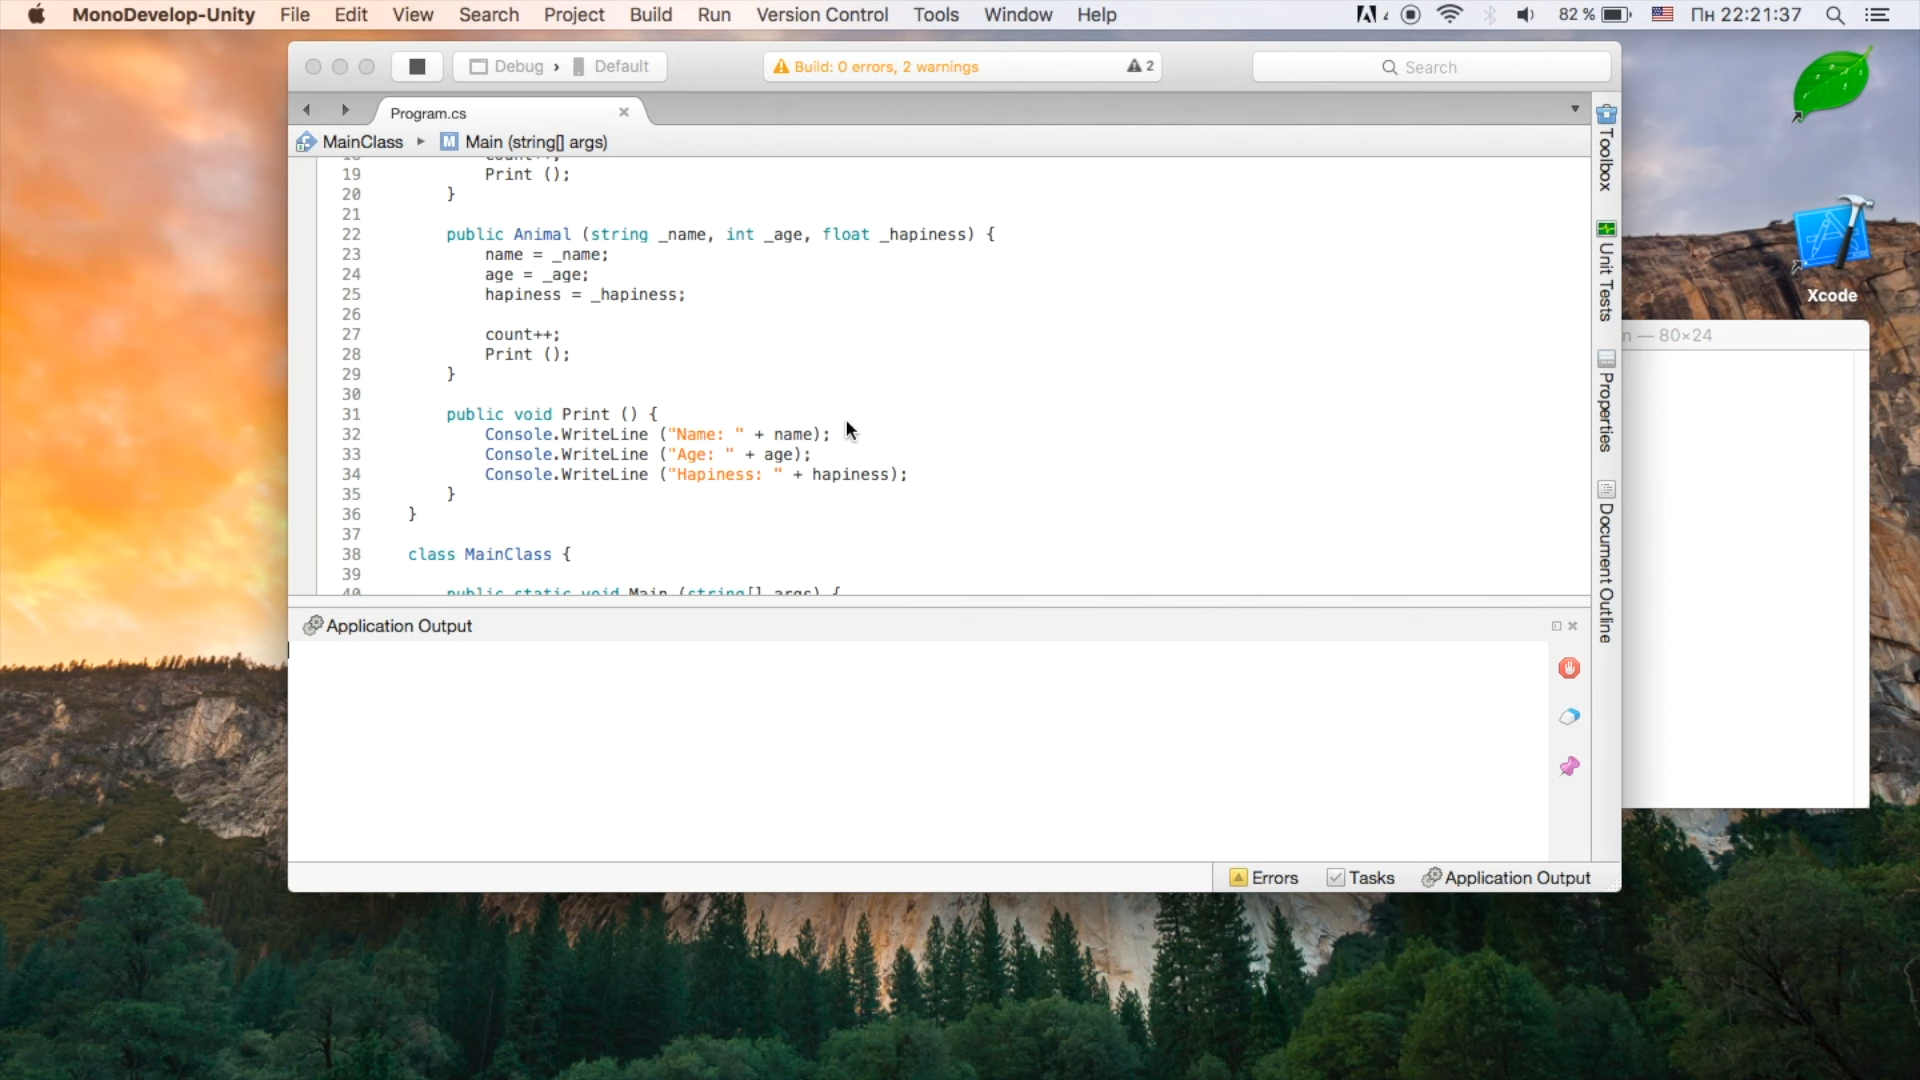 MonoDevelop-Unity File Edit View Search Project Build Run Version Control Tools Window Help 82 % Пн 22:21:37
Debug › Default Build: 0 errors, 2 warnings 2 Search
Program.cs
MainClass ▸ M Main (string[] args)
18 count++;
19 Print ();
20 }
21
22 public Animal (string _name, int _age, float _hapiness) {
23 name = _name;
24 age = _age;
25 hapiness = _hapiness;
26
27 count++;
28 Print ();
29 }
30
31 public void Print () {
32 Console.WriteLine ("Name: " + name);
33 Console.WriteLine ("Age: " + age);
34 Console.WriteLine ("Hapiness: " + hapiness);
35 }
36 }
37
38 class MainClass {
39
40 public static void Main (string[] args) {
Toolbox
Unit Tests
Properties
Document Outline
Xcode
n — 80×24
Application Output
Errors Tasks Application Output